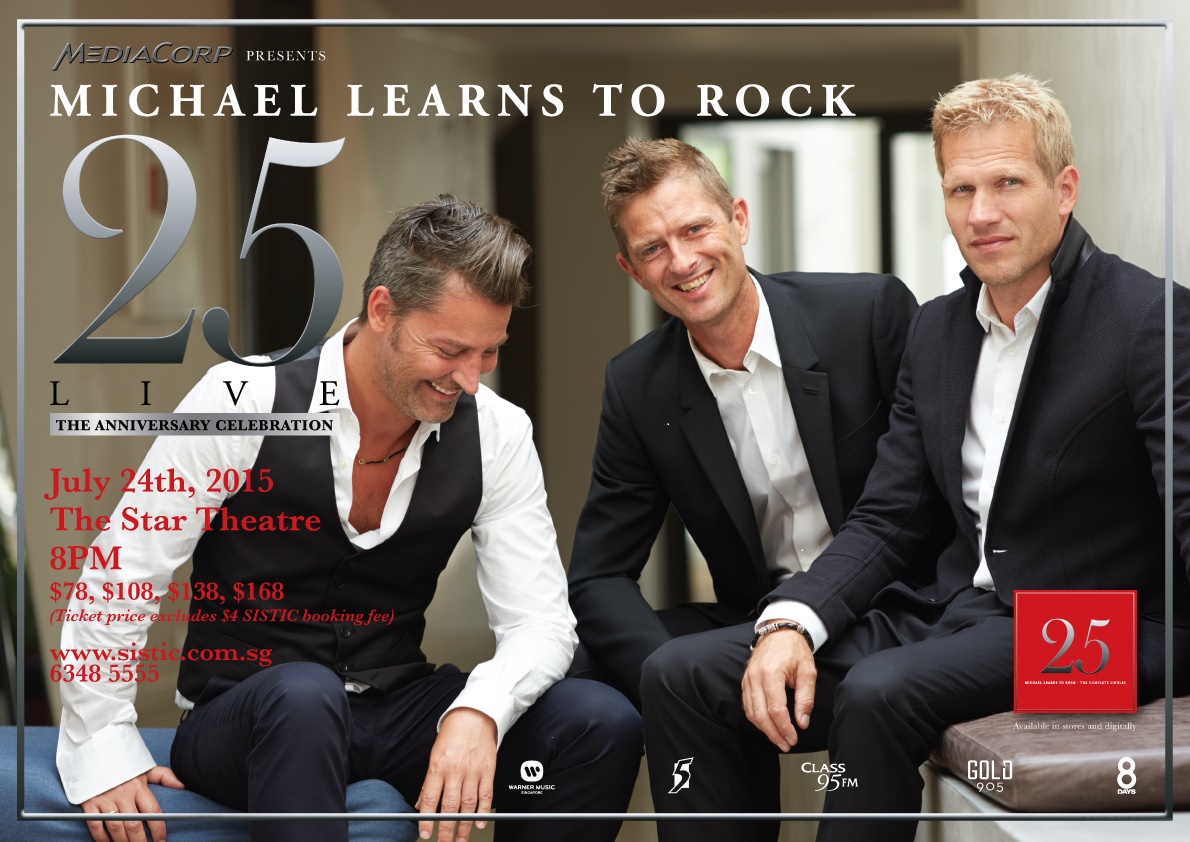 MEDIACORP PRESENTS
MICHAEL LEARNS TO ROCK
25
LIVE
THE ANNIVERSARY CELEBRATION
July 24th, 2015
The Star Theatre
8PM
$78, $108, $138, $168
(Ticket price excludes $4 SISTIC booking fee)
www.sistic.com.sg
6348 5555
25
MICHAEL LEARNS TO ROCK · THE COMPLETE SINGLES
Available in stores and digitally
WARNER MUSIC
SINGAPORE
5
CLASS
95FM
GOLD
905
8
DAYS